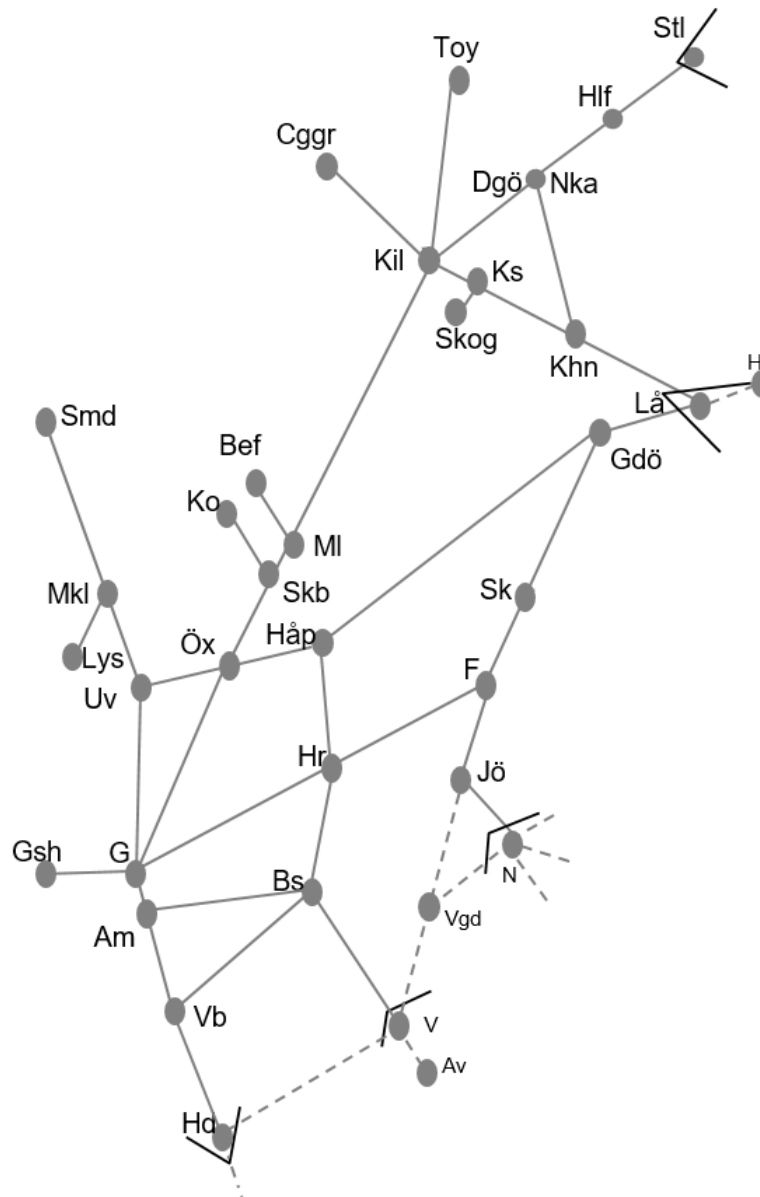 Stl
Toy
Hlf
Cggr
Dgö Nka
Kil
Ks
Skog
Khn
H
Lå
Smd
Gdö
Bef
Ko
Ml
Mkl
Skb
Sk
Öx
Håp
Lys
Uv
F
Hr
Jö
Gsh
G
N
Bs
Am
Vgd
Vb
V
Av
Hd